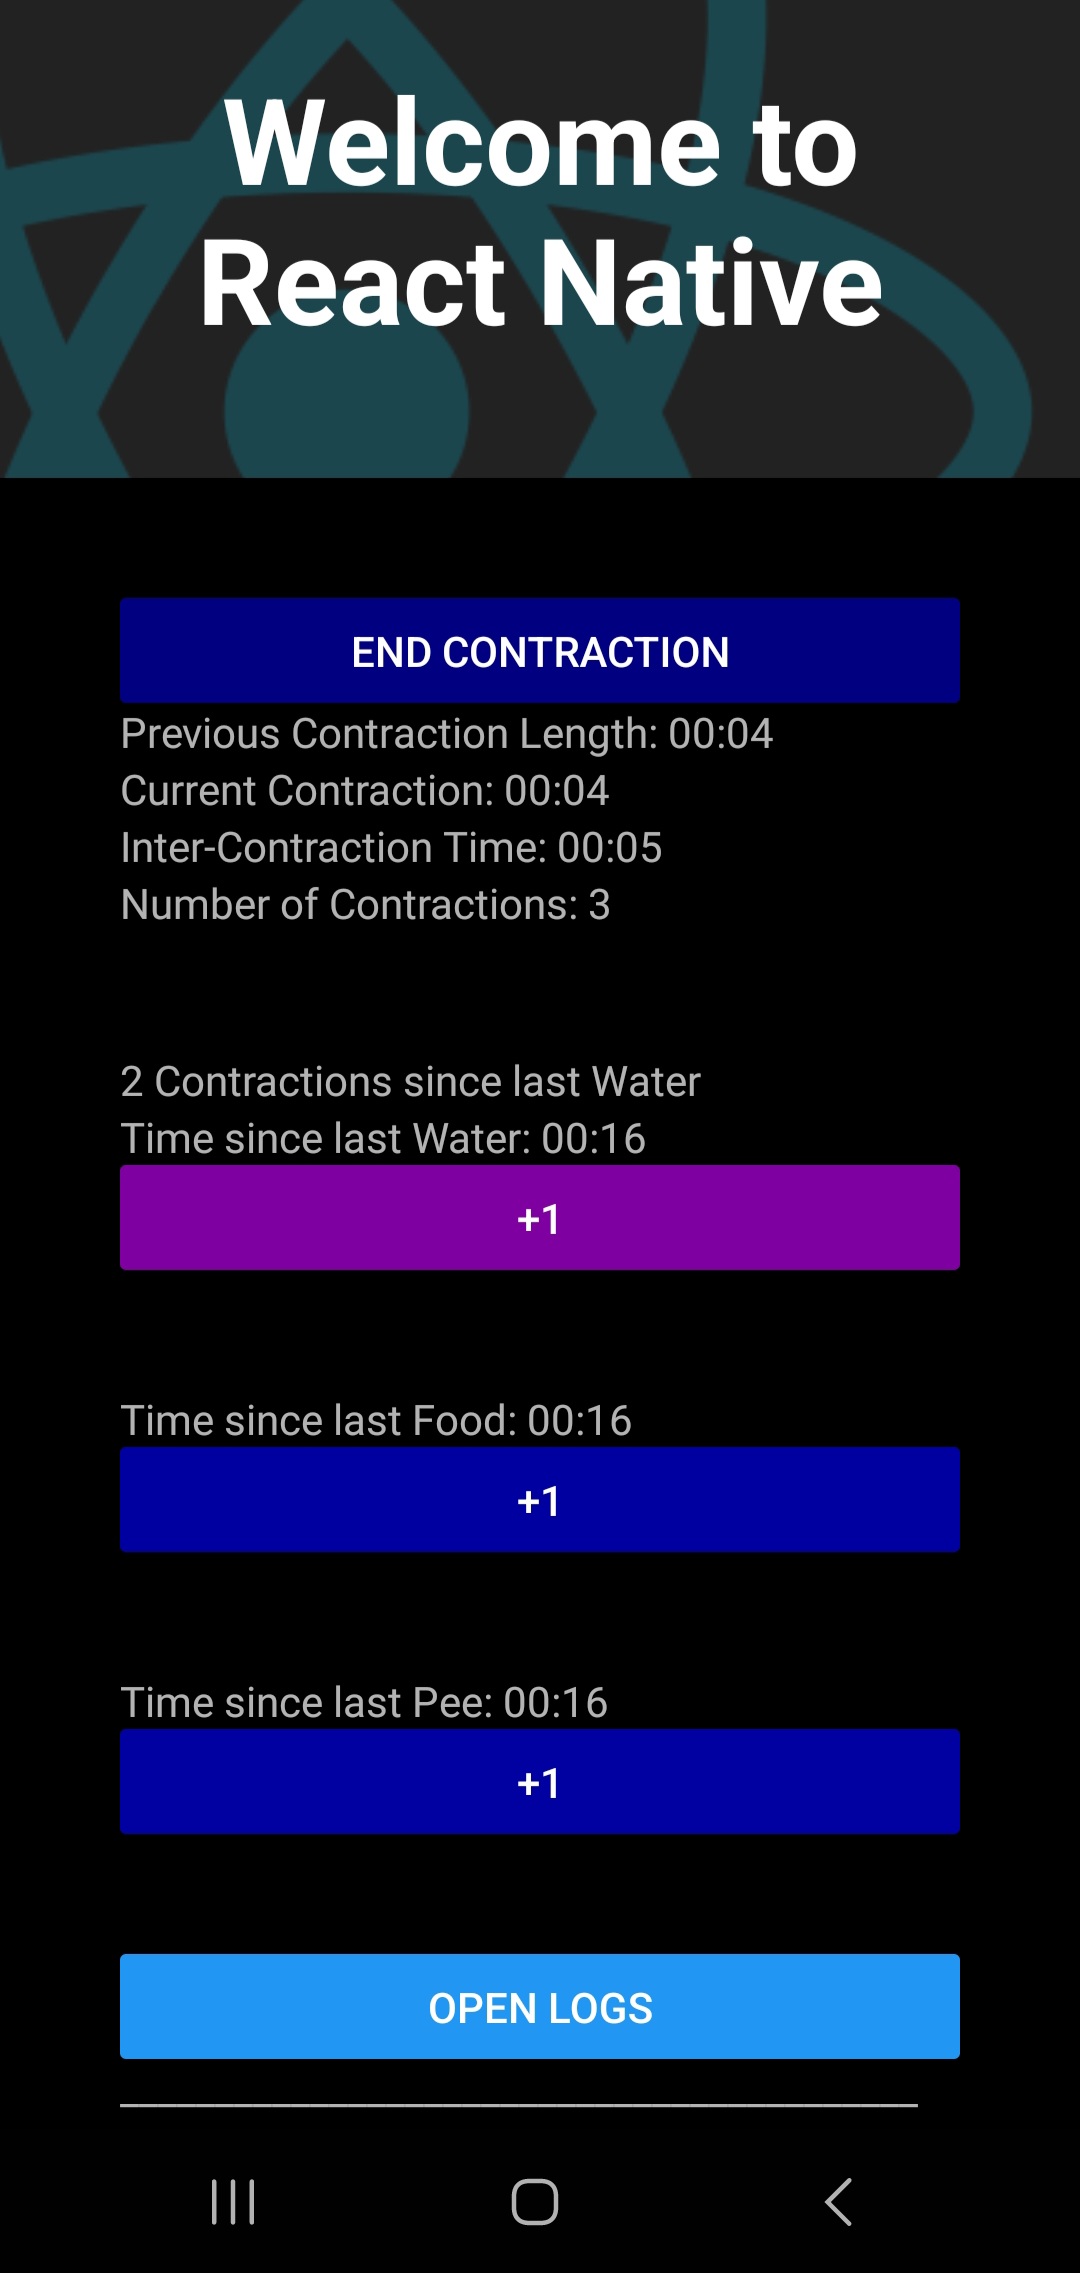 Welcome to
React Native
END CONTRACTION
Previous Contraction Length: 00:04
Current Contraction: 00:04
Inter-Contraction Time: 00:05
Number of Contractions: 3
2 Contractions since last Water
Time since last Water: 00:16
+1
Time since last Food: 00:16
+1
Time since last Pee: 00:16
+1
OPEN LOGS